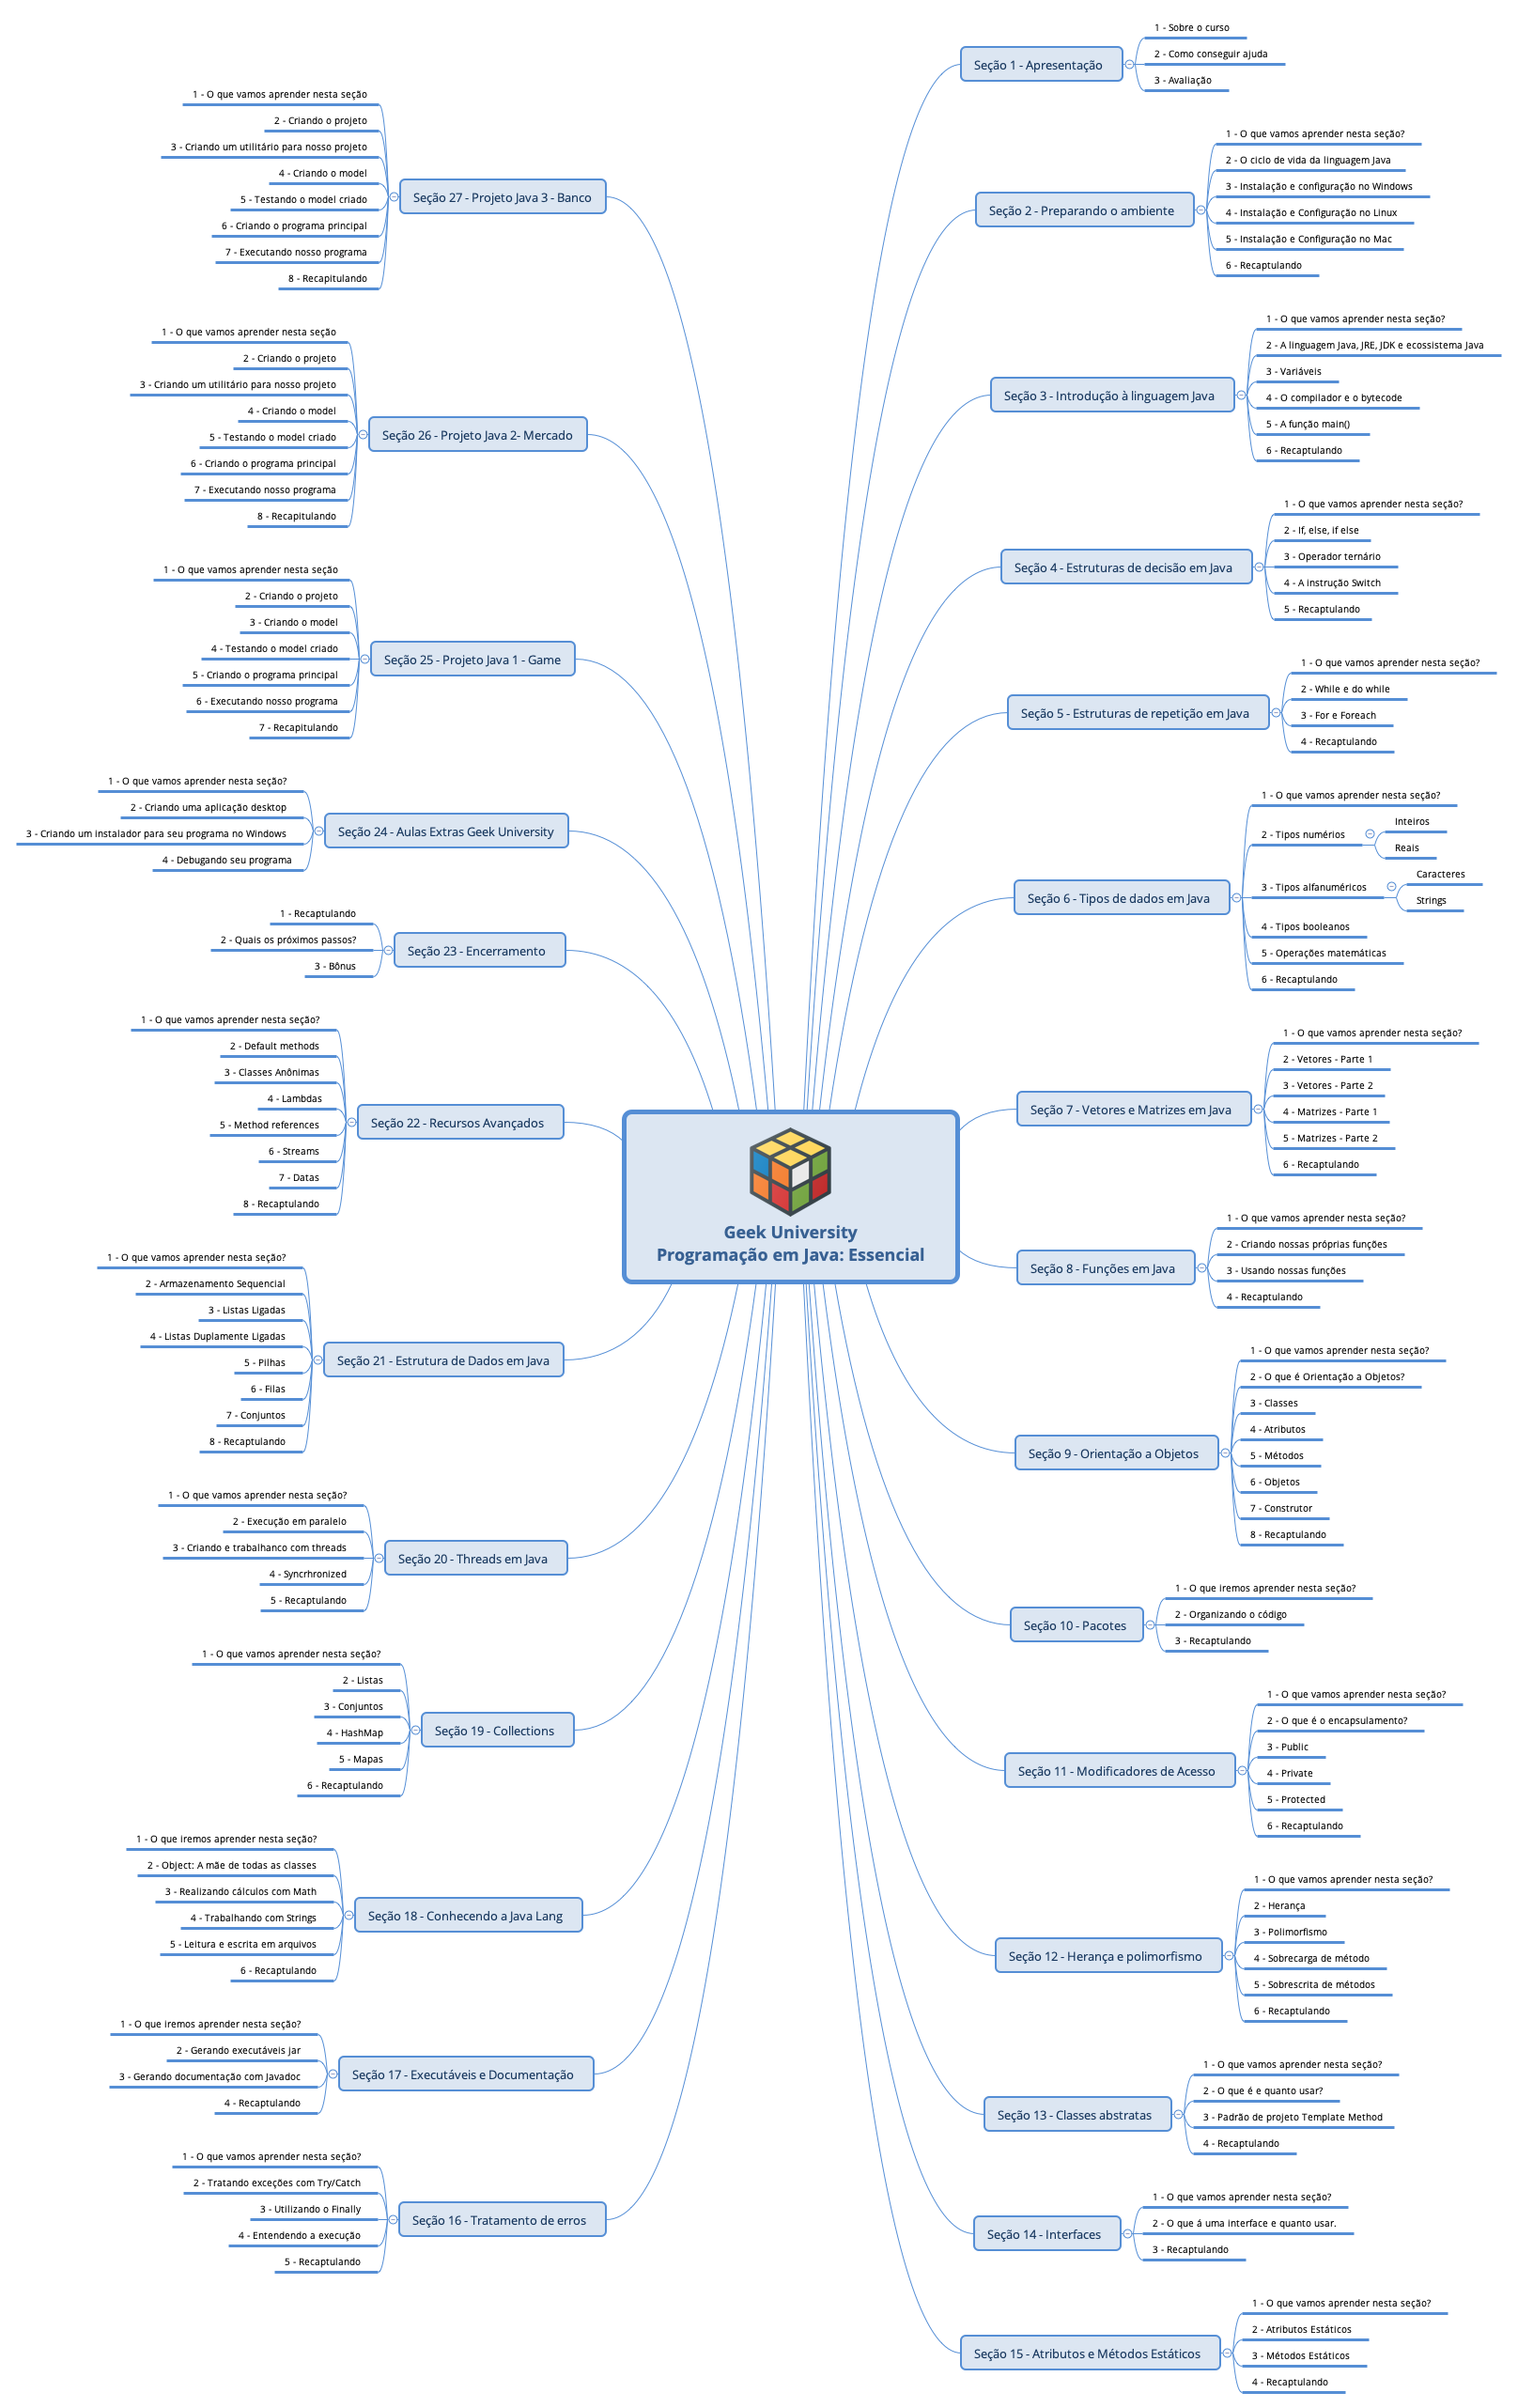 Geek University
Programação em Java: Essencial
Seção 1 - Apresentação
1 - Sobre o curso
2 - Como conseguir ajuda
3 - Avaliação
Seção 2 - Preparando o ambiente
1 - O que vamos aprender nesta seção?
2 - O ciclo de vida da linguagem Java
3 - Instalação e configuração no Windows
4 - Instalação e Configuração no Linux
5 - Instalação e Configuração no Mac
6 - Recaptulando
Seção 3 - Introdução à linguagem Java
1 - O que vamos aprender nesta seção?
2 - A linguagem Java, JRE, JDK e ecossistema Java
3 - Variáveis
4 - O compilador e o bytecode
5 - A função main()
6 - Recaptulando
Seção 4 - Estruturas de decisão em Java
1 - O que vamos aprender nesta seção?
2 - If, else, if else
3 - Operador ternário
4 - A instrução Switch
5 - Recaptulando
Seção 5 - Estruturas de repetição em Java
1 - O que vamos aprender nesta seção?
2 - While e do while
3 - For e Foreach
4 - Recaptulando
Seção 6 - Tipos de dados em Java
1 - O que vamos aprender nesta seção?
2 - Tipos numérios
Inteiros
Reais
3 - Tipos alfanuméricos
Caracteres
Strings
4 - Tipos booleanos
5 - Operações matemáticas
6 - Recaptulando
Seção 7 - Vetores e Matrizes em Java
1 - O que vamos aprender nesta seção?
2 - Vetores - Parte 1
3 - Vetores - Parte 2
4 - Matrizes - Parte 1
5 - Matrizes - Parte 2
6 - Recaptulando
Seção 8 - Funções em Java
1 - O que vamos aprender nesta seção?
2 - Criando nossas próprias funções
3 - Usando nossas funções
4 - Recaptulando
Seção 9 - Orientação a Objetos
1 - O que vamos aprender nesta seção?
2 - O que é Orientação a Objetos?
3 - Classes
4 - Atributos
5 - Métodos
6 - Objetos
7 - Construtor
8 - Recaptulando
Seção 10 - Pacotes
1 - O que iremos aprender nesta seção?
2 - Organizando o código
3 - Recaptulando
Seção 11 - Modificadores de Acesso
1 - O que vamos aprender nesta seção?
2 - O que é o encapsulamento?
3 - Public
4 - Private
5 - Protected
6 - Recaptulando
Seção 12 - Herança e polimorfismo
1 - O que vamos aprender nesta seção?
2 - Herança
3 - Polimorfismo
4 - Sobrecarga de método
5 - Sobrescrita de métodos
6 - Recaptulando
Seção 13 - Classes abstratas
1 - O que vamos aprender nesta seção?
2 - O que é e quanto usar?
3 - Padrão de projeto Template Method
4 - Recaptulando
Seção 14 - Interfaces
1 - O que vamos aprender nesta seção?
2 - O que á uma interface e quanto usar.
3 - Recaptulando
Seção 15 - Atributos e Métodos Estáticos
1 - O que vamos aprender nesta seção?
2 - Atributos Estáticos
3 - Métodos Estáticos
4 - Recaptulando
Seção 16 - Tratamento de erros
1 - O que vamos aprender nesta seção?
2 - Tratando exceções com Try/Catch
3 - Utilizando o Finally
4 - Entendendo a execução
5 - Recaptulando
Seção 17 - Executáveis e Documentação
1 - O que iremos aprender nesta seção?
2 - Gerando executáveis jar
3 - Gerando documentação com Javadoc
4 - Recaptulando
Seção 18 - Conhecendo a Java Lang
1 - O que iremos aprender nesta seção?
2 - Object: A mãe de todas as classes
3 - Realizando cálculos com Math
4 - Trabalhando com Strings
5 - Leitura e escrita em arquivos
6 - Recaptulando
Seção 19 - Collections
1 - O que vamos aprender nesta seção?
2 - Listas
3 - Conjuntos
4 - HashMap
5 - Mapas
6 - Recaptulando
Seção 20 - Threads em Java
1 - O que vamos aprender nesta seção?
2 - Execução em paralelo
3 - Criando e trabalhanco com threads
4 - Syncrhronized
5 - Recaptulando
Seção 21 - Estrutura de Dados em Java
1 - O que vamos aprender nesta seção?
2 - Armazenamento Sequencial
3 - Listas Ligadas
4 - Listas Duplamente Ligadas
5 - Pilhas
6 - Filas
7 - Conjuntos
8 - Recaptulando
Seção 22 - Recursos Avançados
1 - O que vamos aprender nesta seção?
2 - Default methods
3 - Classes Anônimas
4 - Lambdas
5 - Method references
6 - Streams
7 - Datas
8 - Recaptulando
Seção 23 - Encerramento
1 - Recaptulando
2 - Quais os próximos passos?
3 - Bônus
Seção 24 - Aulas Extras Geek University
1 - O que vamos aprender nesta seção?
2 - Criando uma aplicação desktop
3 - Criando um instalador para seu programa no Windows
4 - Debugando seu programa
Seção 25 - Projeto Java 1 - Game
1 - O que vamos aprender nesta seção
2 - Criando o projeto
3 - Criando o model
4 - Testando o model criado
5 - Criando o programa principal
6 - Executando nosso programa
7 - Recapitulando
Seção 26 - Projeto Java 2- Mercado
1 - O que vamos aprender nesta seção
2 - Criando o projeto
3 - Criando um utilitário para nosso projeto
4 - Criando o model
5 - Testando o model criado
6 - Criando o programa principal
7 - Executando nosso programa
8 - Recapitulando
Seção 27 - Projeto Java 3 - Banco
1 - O que vamos aprender nesta seção
2 - Criando o projeto
3 - Criando um utilitário para nosso projeto
4 - Criando o model
5 - Testando o model criado
6 - Criando o programa principal
7 - Executando nosso programa
8 - Recapitulando